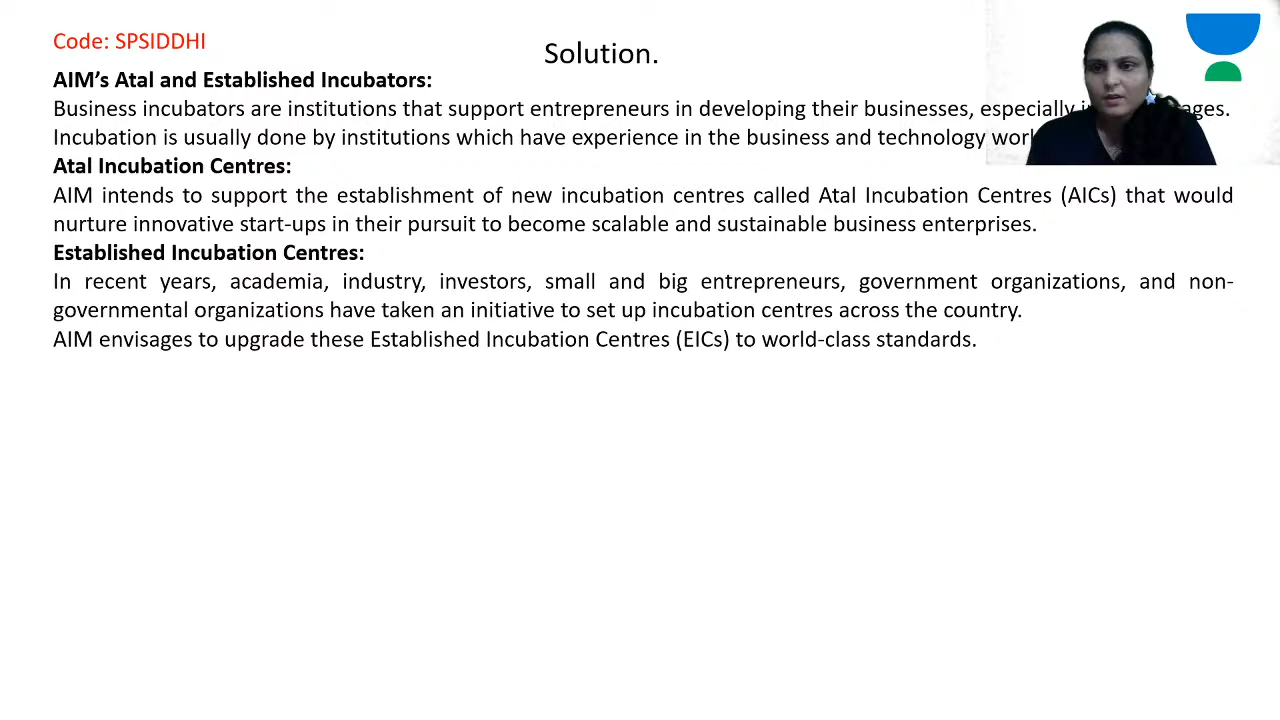 Code: SPSIDDHI
Solution.
AIM's Atal and Established Incubators:
Business incubators are institutions that support entrepreneurs in developing their businesses, especially
Incubation is usually done by institutions which have experience in the business and technology
Atal Incubation Centres:
AIM intends to support the establishment of new incubation centres called Atal Incubation Centres (AICs) that would
nurture innovative start-ups in their pursuit to become scalable and sustainable business enterprises.
Established Incubation Centres:
In recent years, academia, industry, investors, small and big entrepreneurs, government organizations, and non-
governmental organizations have taken an initiative to set up incubation centres across the country.
AIM envisages to upgrade these Established Incubation Centres (EICs) to world-class standards.